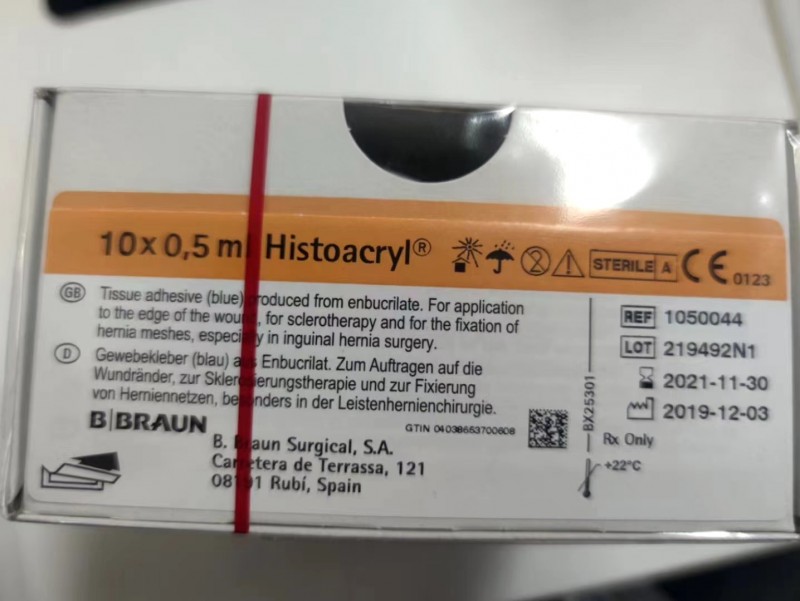 10 x 0,5 ml Histoacryl®
STERILE A CE 0123
GB Tissue adhesive (blue) produced from enbucrilate. For application
to the edge of the wound, for sclerotherapy and for the fixation of
hernia meshes, especially in inguinal hernia surgery.
D Gewebekleber (blau) aus Enbucrilat. Zum Auftragen auf die
Wundränder, zur Sklerosierungstherapie und zur Fixierung
von Herniennetzen, besonders in der Leistenhernienchirurgie.
B|BRAUN
GTIN 04038653700608
B. Braun Surgical, S.A.
Carretera de Terrassa, 121
08191 Rubí, Spain
BX25301
REF 1050044
LOT 219492N1
2021-11-30
2019-12-03
Rx Only
+22°C